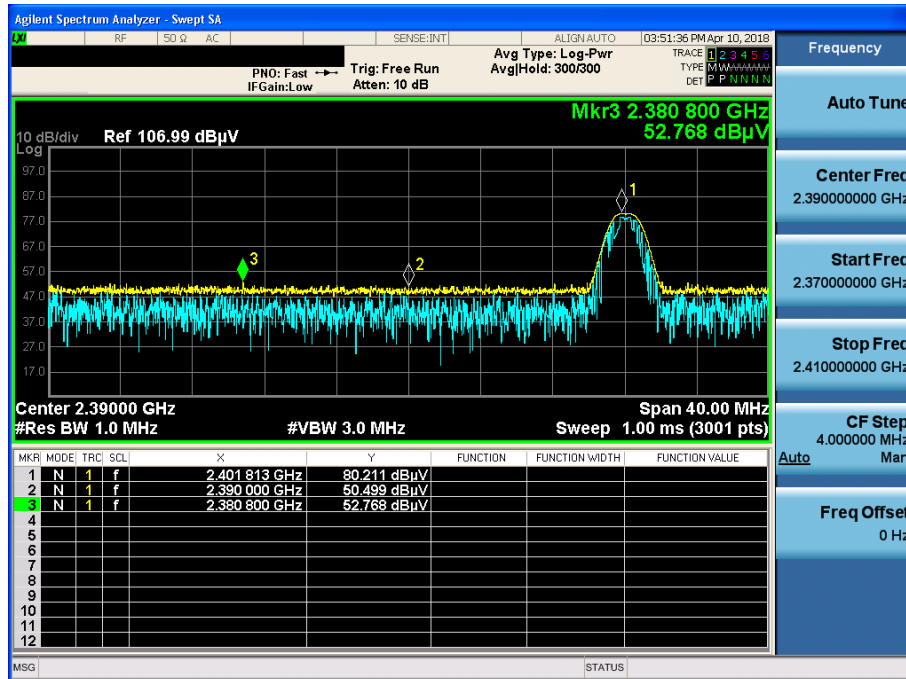 Agilent Spectrum Analyzer - Swept SA
LXI RF 50 Ω AC SENSE:INT ALIGN AUTO 03:51:36 PM Apr 10, 2018
PNO: Fast Trig: Free Run Avg Type: Log-Pwr TRACE 1 2 3 4 5 6
IFGain:Low Atten: 10 dB Avg|Hold: 300/300 TYPE M W
DET P P N N N N
Mkr3 2.380 800 GHz
52.768 dBµV
10 dB/div Ref 106.99 dBµV
Log
97.0
87.0
77.0
67.0
57.0
47.0
37.0
27.0
17.0
1
2
3
Center 2.39000 GHz Span 40.00 MHz
#Res BW 1.0 MHz #VBW 3.0 MHz Sweep 1.00 ms (3001 pts)
MKR MODE TRC SCL X Y FUNCTION FUNCTION WIDTH FUNCTION VALUE
1 N 1 f 2.401 813 GHz 80.211 dBµV
2 N 1 f 2.390 000 GHz 50.499 dBµV
3 N 1 f 2.380 800 GHz 52.768 dBµV
4
5
6
7
8
9
10
11
12
MSG STATUS
Frequency
Auto Tune
Center Freq
2.390000000 GHz
Start Freq
2.370000000 GHz
Stop Freq
2.410000000 GHz
CF Step
4.000000 MHz
Auto Man
Freq Offset
0 Hz